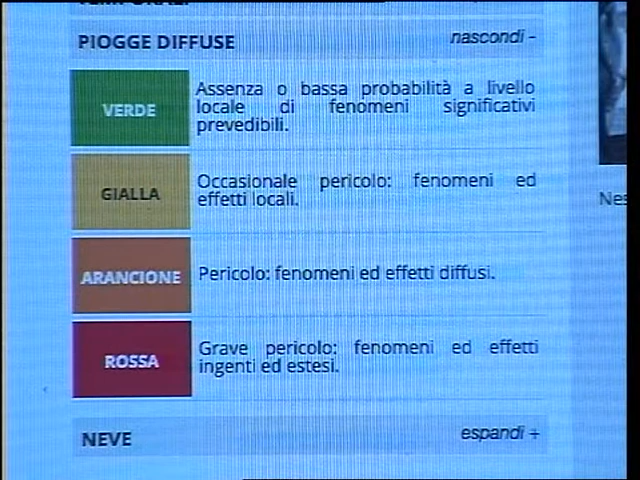 PIOGGE DIFFUSE nascondi -
VERDE
Assenza o bassa probabilità a livello
locale di fenomeni significativi
prevedibili.
GIALLA
Occasionale pericolo: fenomeni ed
effetti locali.
ARANCIONE
Pericolo: fenomeni ed effetti diffusi.
ROSSA
Grave pericolo: fenomeni ed effetti
ingenti ed estesi.
NEVE espandi +